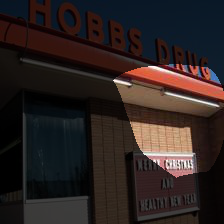 HOBBS DRUG
MERRY CHRISTMAS
AND
HEALTHY NEW YEAR